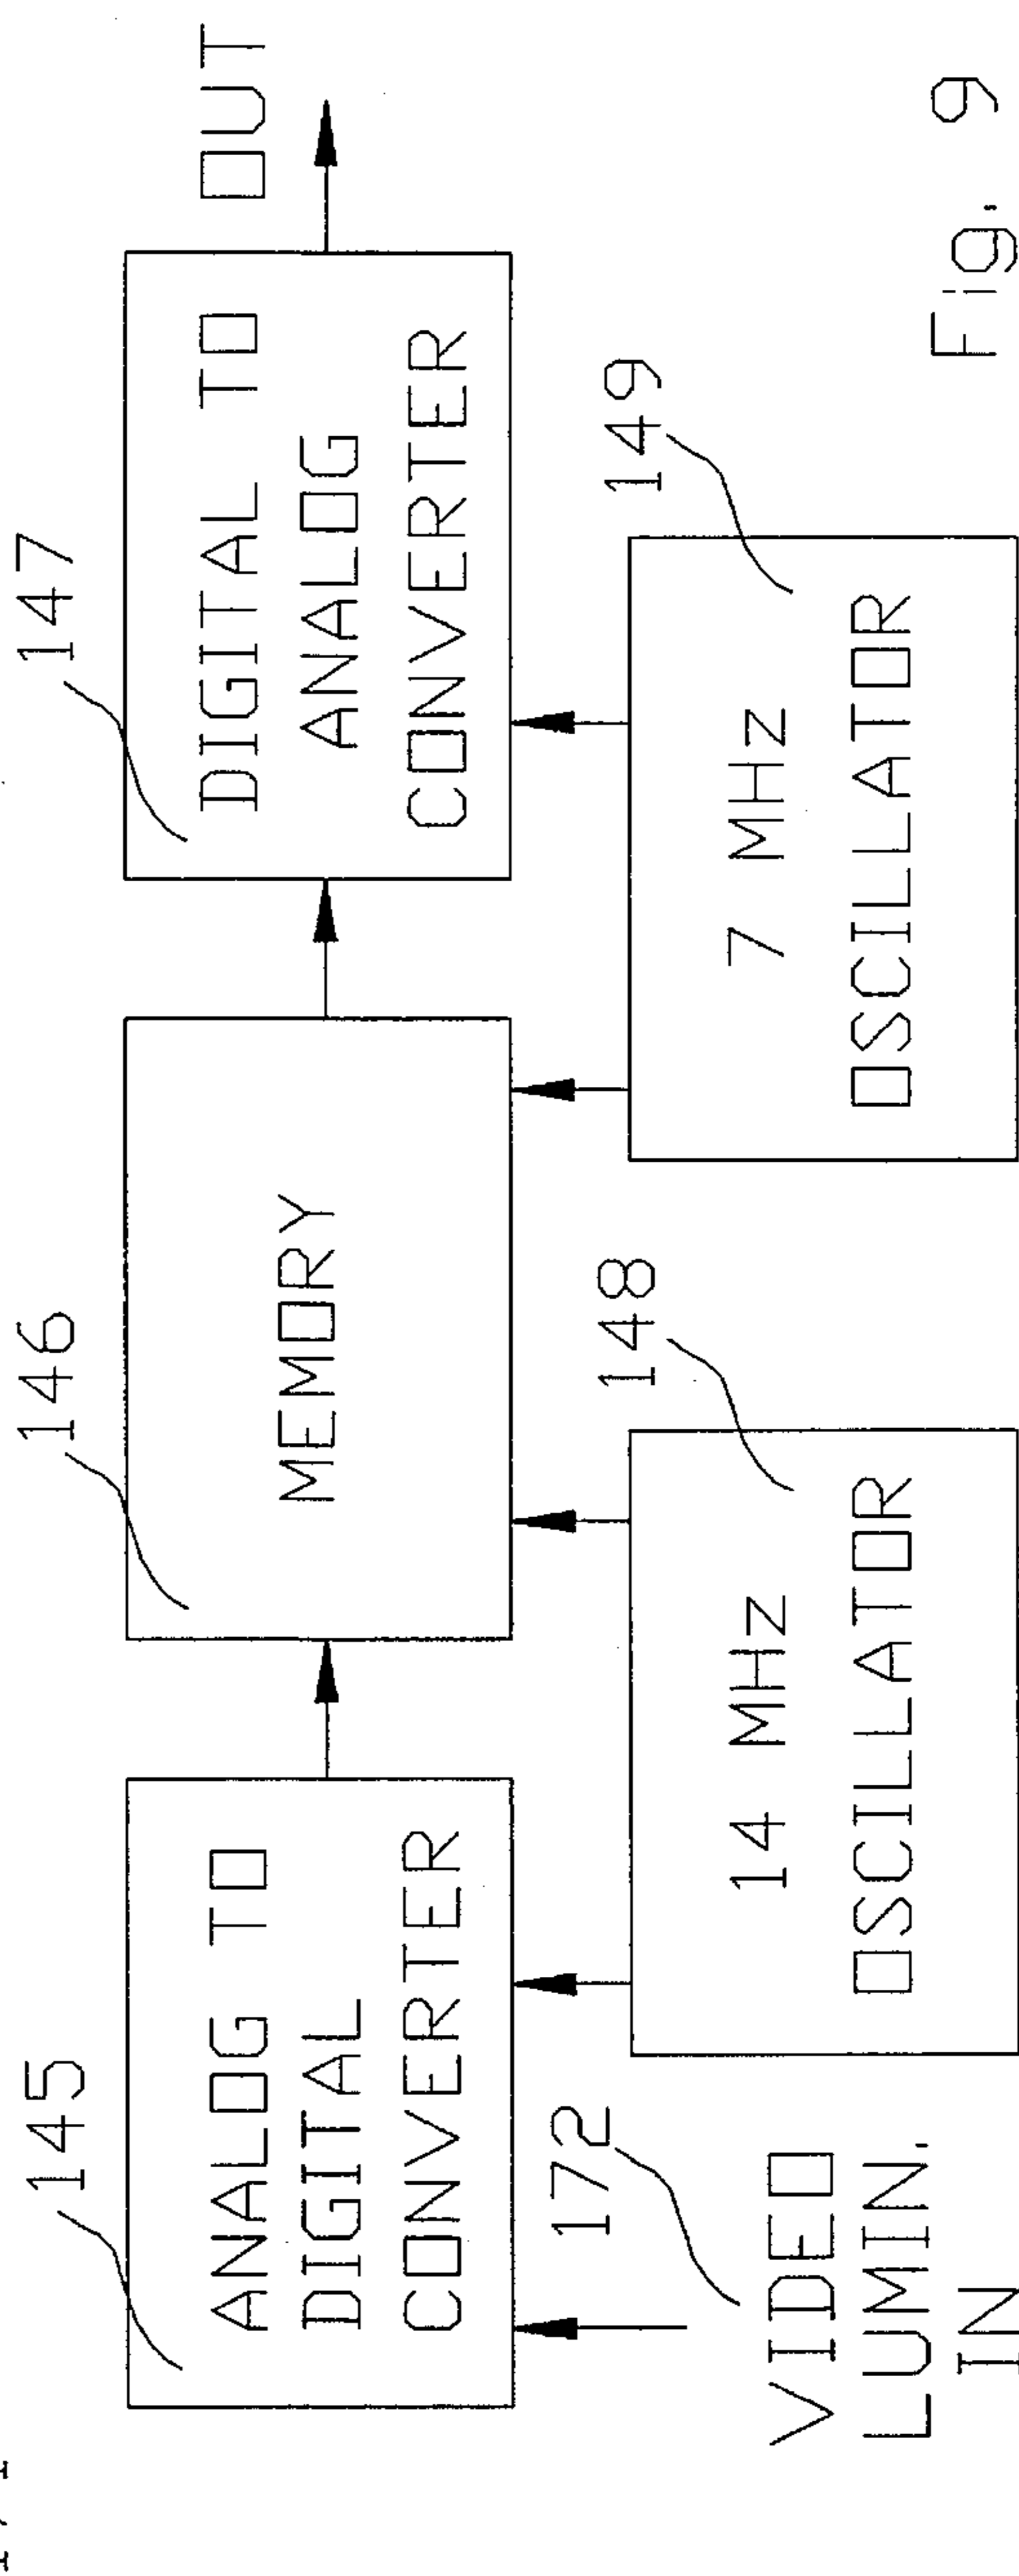 145
ANALOG TO
DIGITAL
CONVERTER
146
MEMORY
147
DIGITAL TO
ANALOG
CONVERTER
OUT
172
VIDEO
LUMIN.
IN
148
14 MHz
OSCILLATOR
149
7 MHz
OSCILLATOR
Fig. 9